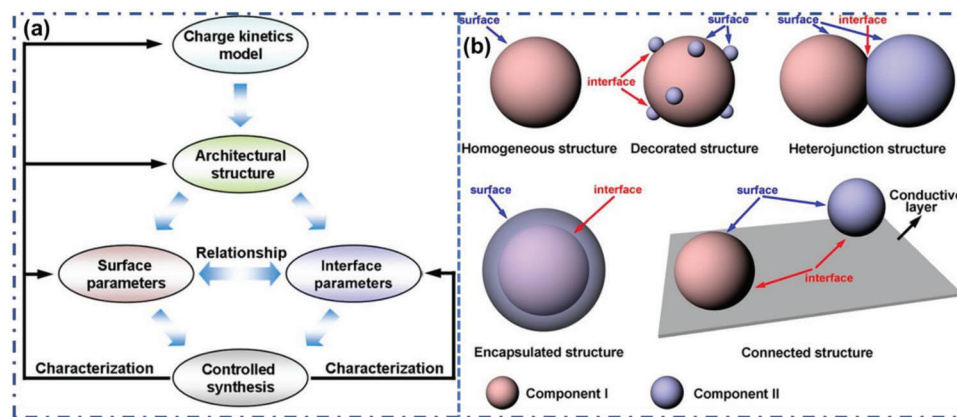 (a)
Charge kinetics
model
Architectural
structure
Relationship
Surface
parameters
Interface
parameters
Characterization
Controlled
synthesis
Characterization
(b)
surface
surface
surface
interface
interface
Homogeneous structure
Decorated structure
Heterojunction structure
surface
interface
surface
Conductive
layer
interface
Encapsulated structure
Connected structure
Component I
Component II